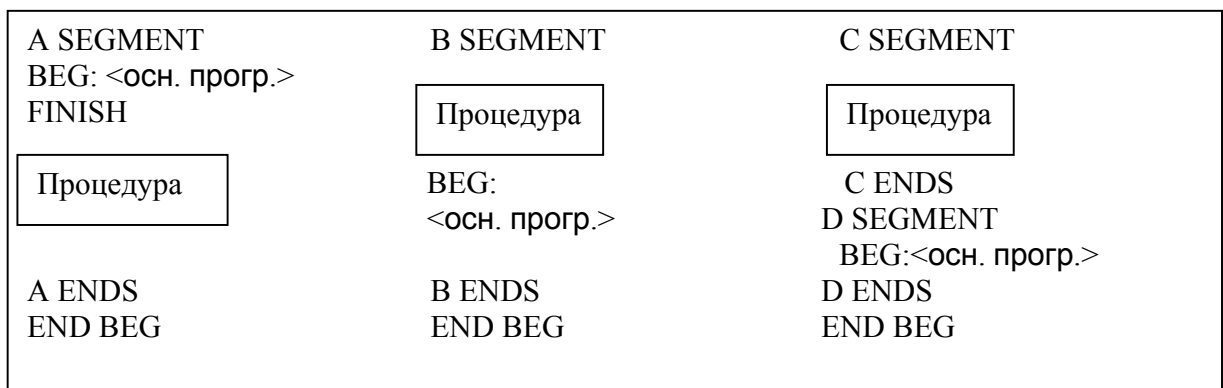 A SEGMENT
BEG: <осн. прогр.>
FINISH
Процедура
A ENDS
END BEG
B SEGMENT
Процедура
BEG:
<осн. прогр.>
B ENDS
END BEG
C SEGMENT
Процедура
C ENDS
D SEGMENT
BEG:<осн. прогр.>
D ENDS
END BEG